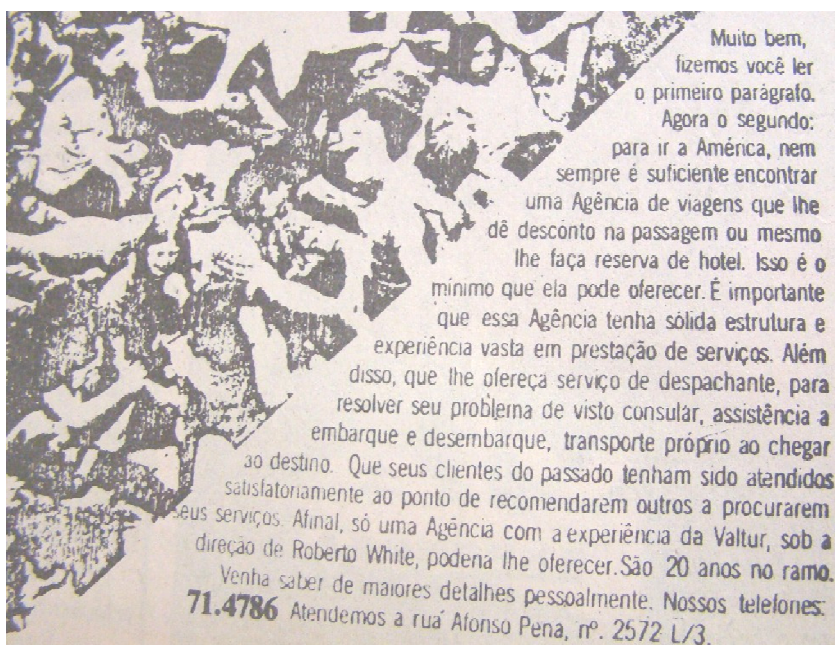 Muito bem,
fizemos você ler
o primeiro parágrafo.
Agora o segundo:
para ir a América, nem
sempre é suficiente encontrar
uma Agência de viagens que lhe
dê desconto na passagem ou mesmo
lhe faça reserva de hotel. Isso é o
mínimo que ela pode oferecer. É importante
que essa Agência tenha sólida estrutura e
experiência vasta em prestação de serviços. Além
disso, que lhe ofereça serviço de despachante, para
resolver seu problema de visto consular, assistência a
embarque e desembarque, transporte próprio ao chegar
ao destino. Que seus clientes do passado tenham sido atendidos
satisfatoriamente ao ponto de recomendarem outros a procurarem
seus serviços. Afinal, só uma Agência com a experiência da Valtur, sob a
direção de Roberto White, poderia lhe oferecer. São 20 anos no ramo.
Venha saber de maiores detalhes pessoalmente. Nossos telefones:
71.4786 Atendemos a rua Afonso Pena, nº. 2572 L/3.